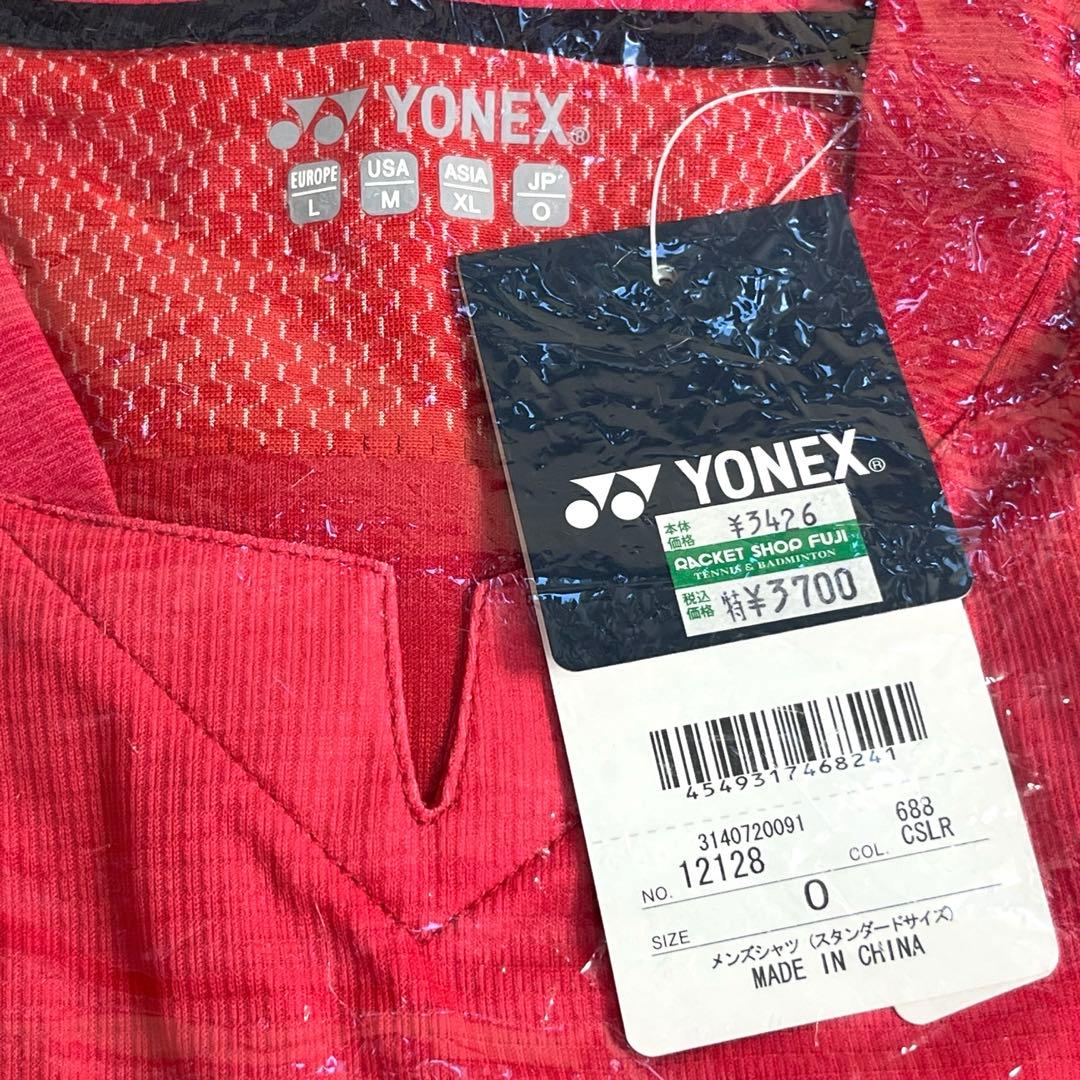 YONEX®
EUROPE L
USA M
ASIA XL
JP O
YONEX®
本体価格 ¥3426
RACKET SHOP FUJI
TENNIS & BADMINTON
税込価格 特¥3700
4549317468241
3140720091
NO. 12128 COL. 688 CSLR
SIZE O
メンズシャツ (スタンダードサイズ)
MADE IN CHINA